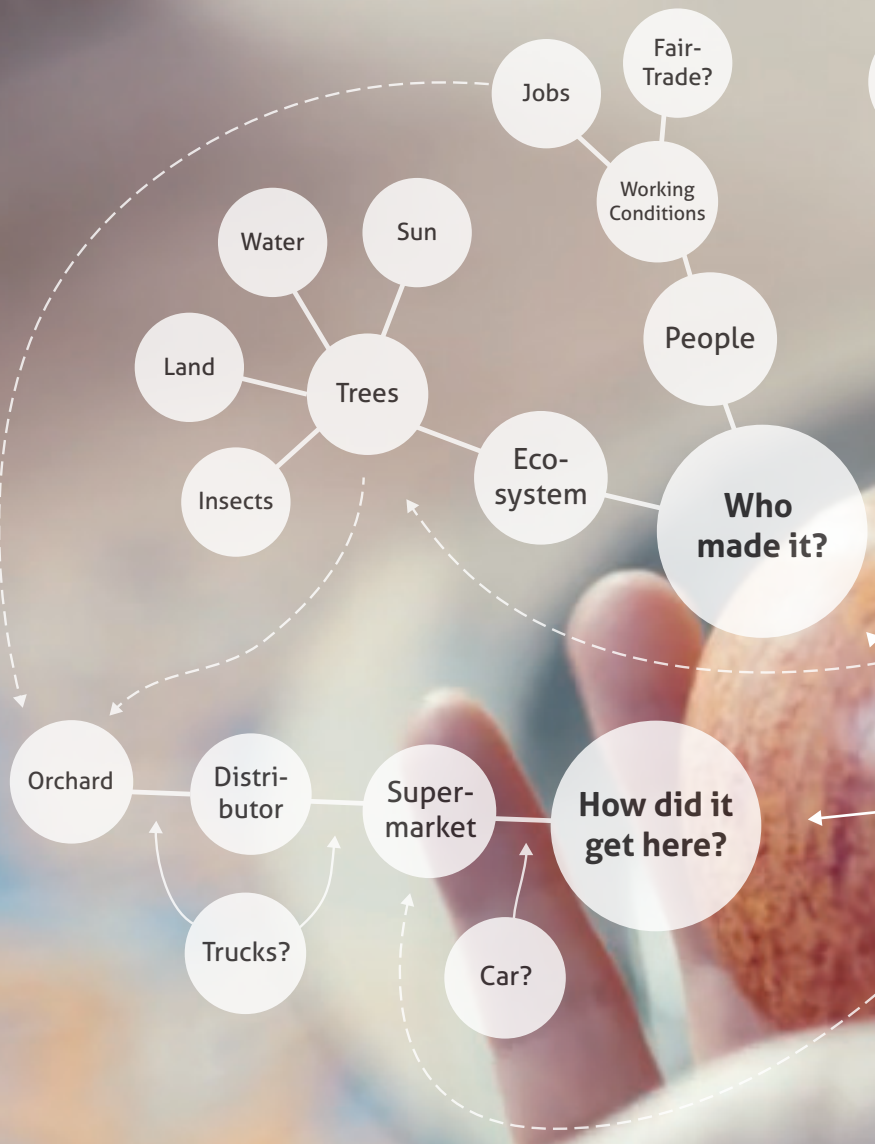 Fair-
Trade?
Jobs
Working
Conditions
Water
Sun
People
Land
Trees
Eco-
system
Insects
Who
made it?
Orchard
Distri-
butor
Super-
market
How did it
get here?
Trucks?
Car?